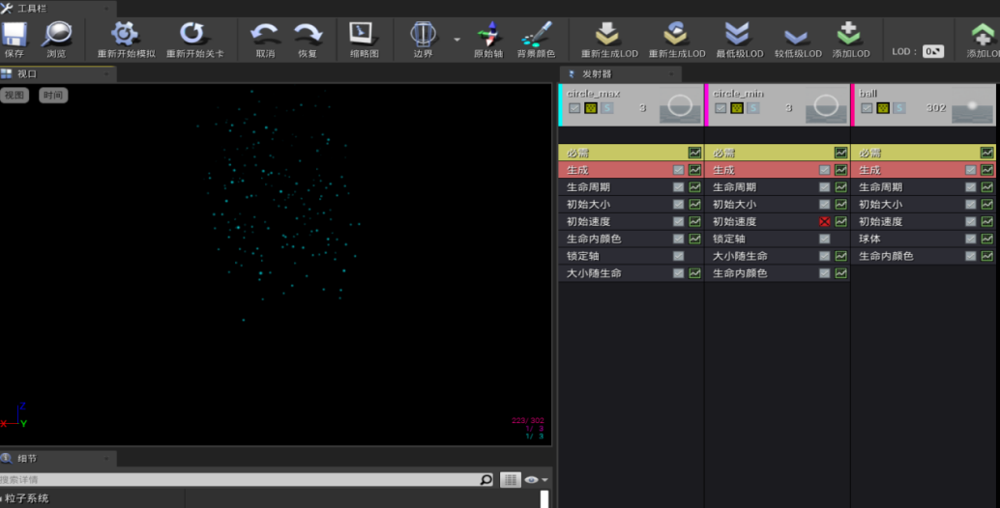 工具栏
保存
浏览
重新开始模拟
重新开始关卡
取消
恢复
缩略图
边界
原始轴
背景颜色
重新生成LOD
重新生成LOD
最低极LOD
较低极LOD
添加LOD
LOD： 0
添加LO
视口
视图
时间
223/ 302
1/ 3
1/ 3
Z
X
Y
发射器
circle_max
3
必需
生成
生命周期
初始大小
初始速度
生命内颜色
锁定轴
大小随生命
circle_min
3
必需
生成
生命周期
初始大小
初始速度
锁定轴
大小随生命
生命内颜色
ball
302
必需
生成
生命周期
初始大小
初始速度
球体
生命内颜色
细节
搜索详情
粒子系统